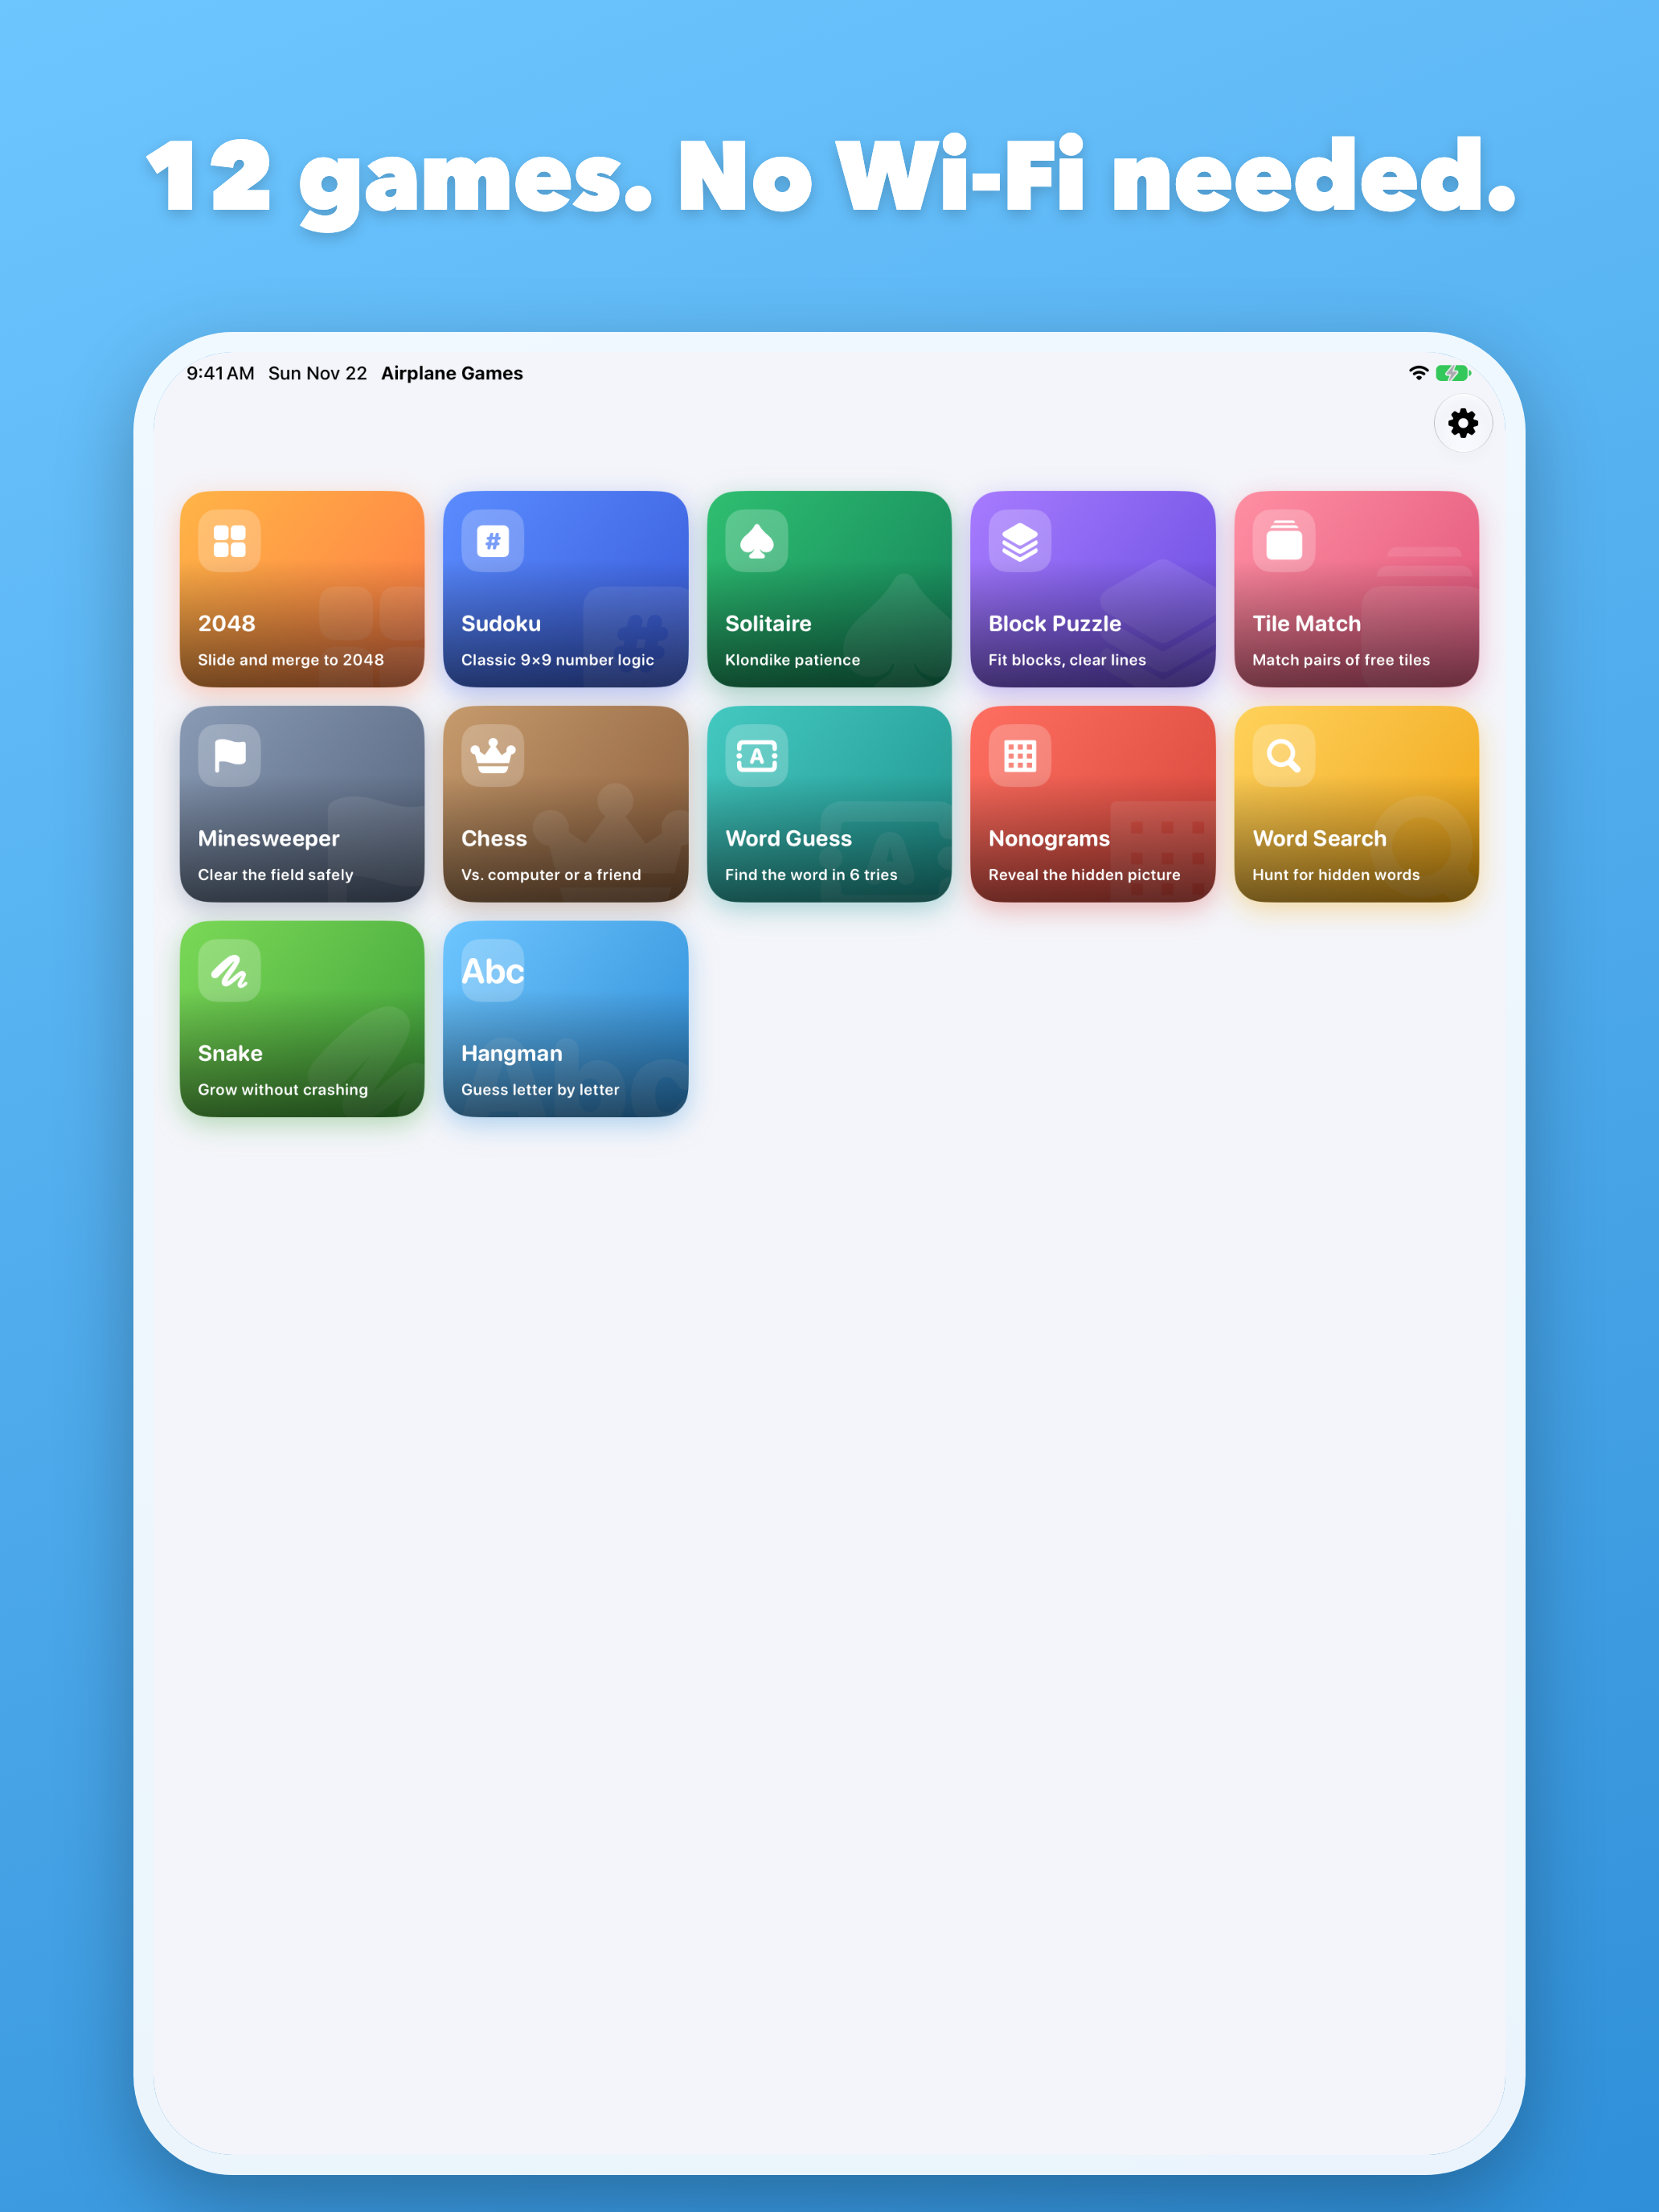 12 games. No Wi-Fi needed.
9:41 AM Sun Nov 22 Airplane Games
2048
Slide and merge to 2048
#
Sudoku
Classic 9×9 number logic
Solitaire
Klondike patience
Block Puzzle
Fit blocks, clear lines
Tile Match
Match pairs of free tiles
Minesweeper
Clear the field safely
Chess
Vs. computer or a friend
A
Word Guess
Find the word in 6 tries
Nonograms
Reveal the hidden picture
Word Search
Hunt for hidden words
Snake
Grow without crashing
Abc
Hangman
Guess letter by letter